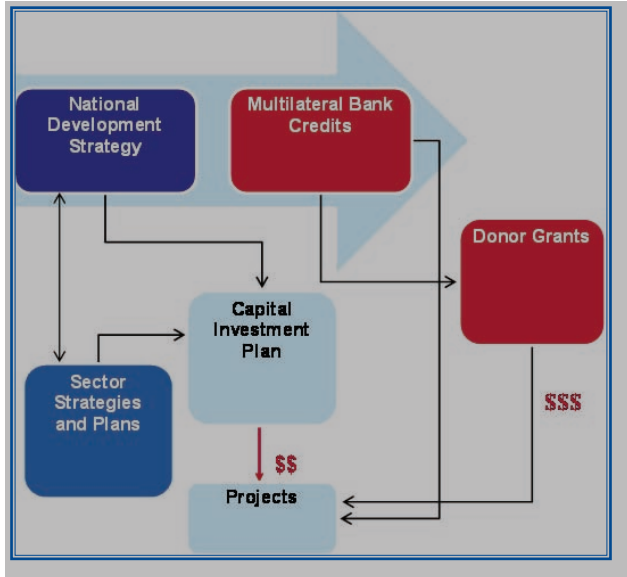 National
Development
Strategy
Multilateral Bank
Credits
Donor Grants
Capital
Investment
Plan
Sector
Strategies
and Plans
$$$
$$
Projects